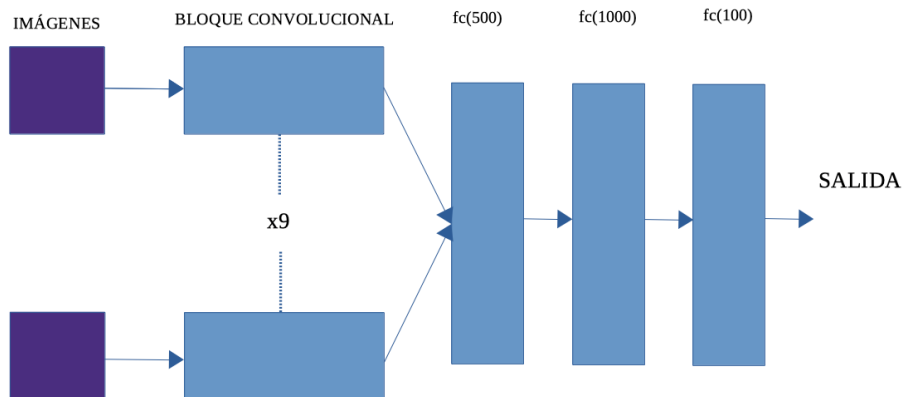 IMÁGENES
BLOQUE CONVOLUCIONAL
fc(500)
fc(1000)
fc(100)
SALIDA
x9